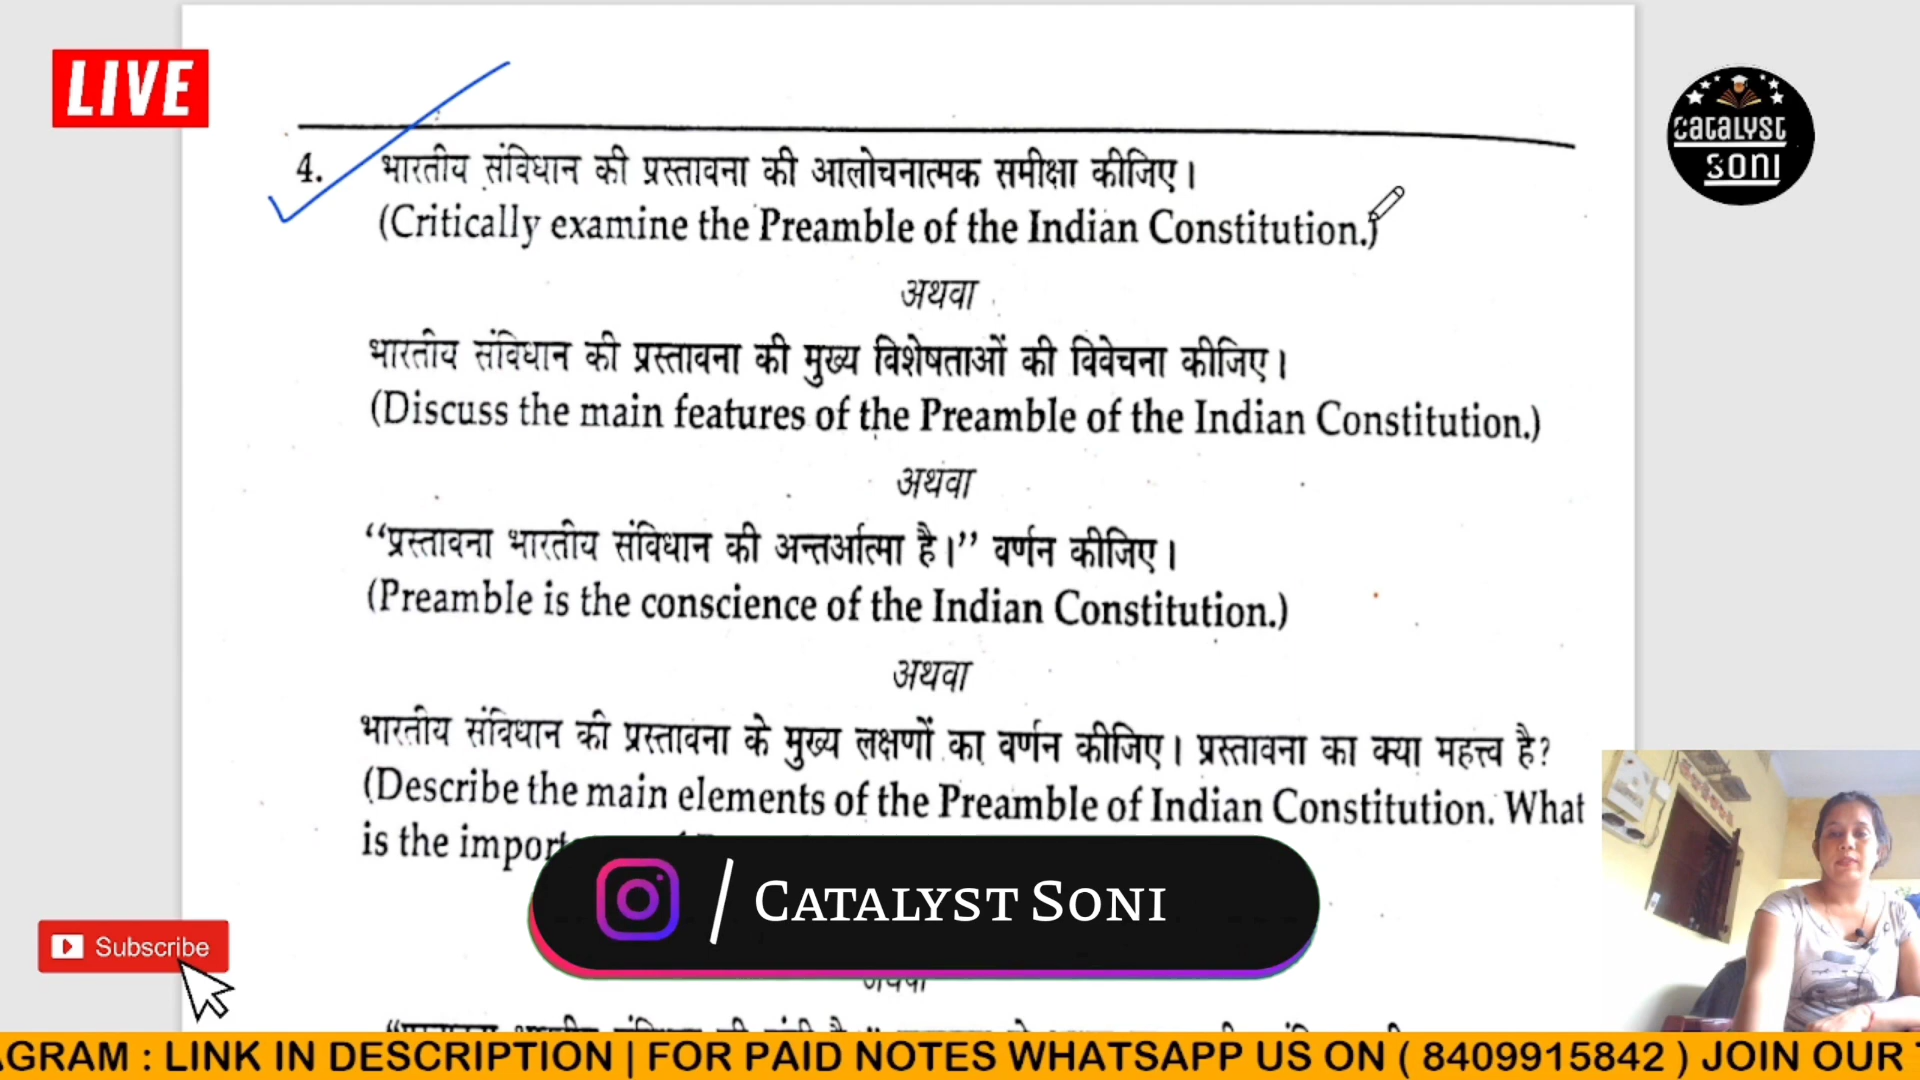 LIVE
catalyst
soni
4. भारतीय संविधान की प्रस्तावना की आलोचनात्मक समीक्षा कीजिए।
(Critically examine the Preamble of the Indian Constitution.)
अथवा
भारतीय संविधान की प्रस्तावना की मुख्य विशेषताओं की विवेचना कीजिए।
(Discuss the main features of the Preamble of the Indian Constitution.)
अथवा
“प्रस्तावना भारतीय संविधान की अन्तर्आत्मा है।” वर्णन कीजिए।
(Preamble is the conscience of the Indian Constitution.)
अथवा
भारतीय संविधान की प्रस्तावना के मुख्य लक्षणों का वर्णन कीजिए। प्रस्तावना का क्या महत्त्व है?
(Describe the main elements of the Preamble of Indian Constitution. What
is the
/ Catalyst Soni
Subscribe
: LINK IN DESCRIPTION | FOR PAID NOTES WHATSAPP US ON ( 8409915842 ) JOIN OUR